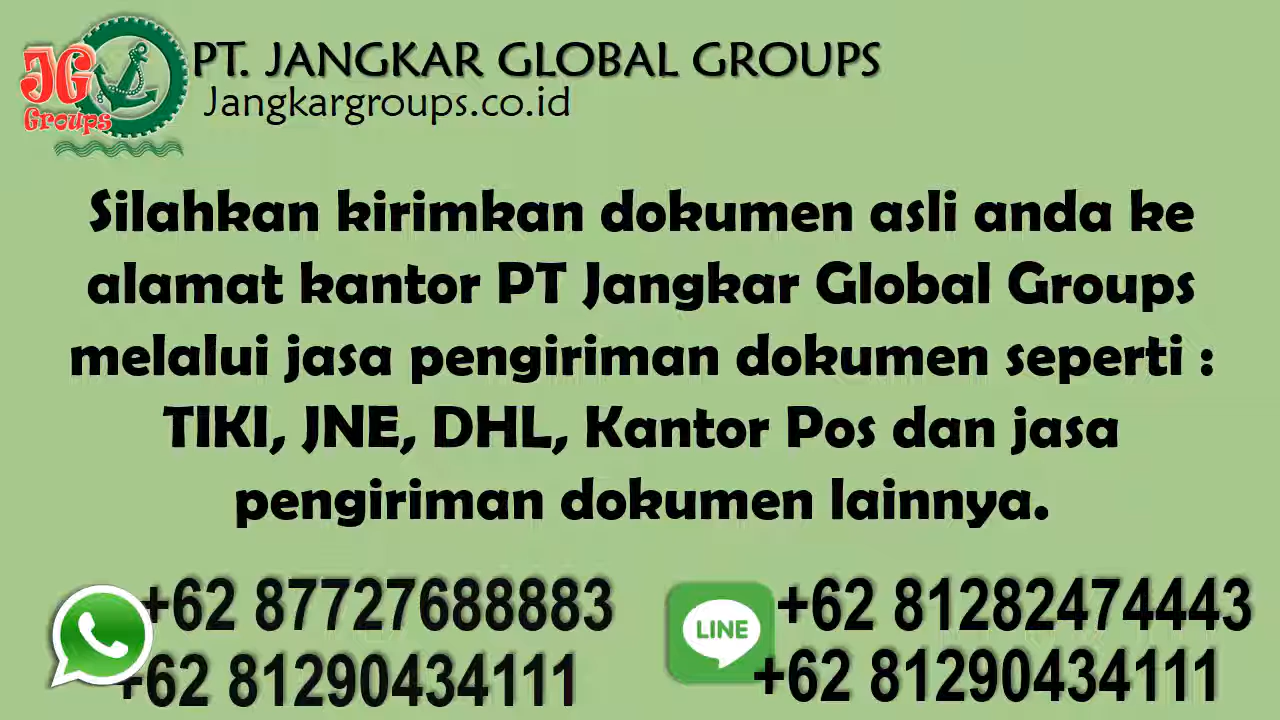 JG
Groups
PT. JANGKAR GLOBAL GROUPS
Jangkargroups.co.id
Silahkan kirimkan dokumen asli anda ke
alamat kantor PT Jangkar Global Groups
melalui jasa pengiriman dokumen seperti :
TIKI, JNE, DHL, Kantor Pos dan jasa
pengiriman dokumen lainnya.
+62 87727688883
+62 81290434111
LINE
+62 81282474443
+62 81290434111